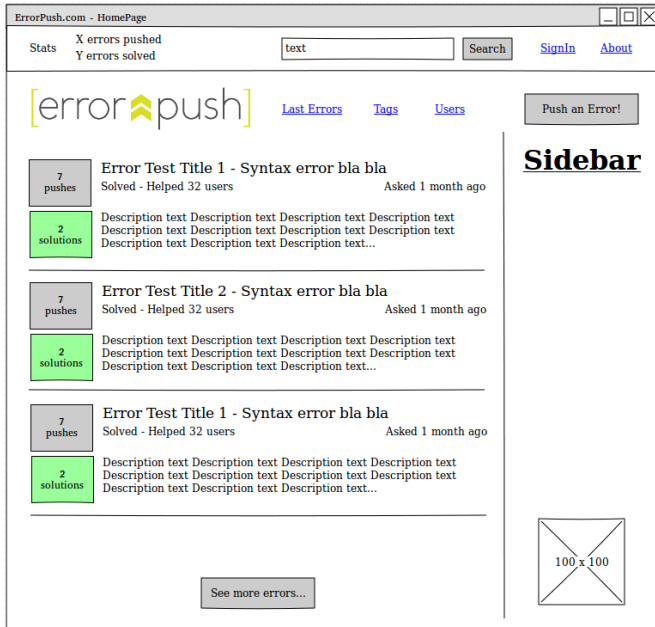 ErrorPush.com - HomePage
Stats
X errors pushed
Y errors solved
text
Search
SignIn
About
[error push]
Last Errors
Tags
Users
Push an Error!
Sidebar
7
pushes
Error Test Title 1 - Syntax error bla bla
Solved - Helped 32 users
Asked 1 month ago
2
solutions
Description text Description text Description text Description text
Description text Description text Description text Description text
Description text Description text Description text...
7
pushes
Error Test Title 2 - Syntax error bla bla
Solved - Helped 32 users
Asked 1 month ago
2
solutions
Description text Description text Description text Description text
Description text Description text Description text Description text
Description text Description text Description text...
7
pushes
Error Test Title 1 - Syntax error bla bla
Solved - Helped 32 users
Asked 1 month ago
2
solutions
Description text Description text Description text Description text
Description text Description text Description text Description text
Description text Description text Description text...
100 x 100
See more errors...